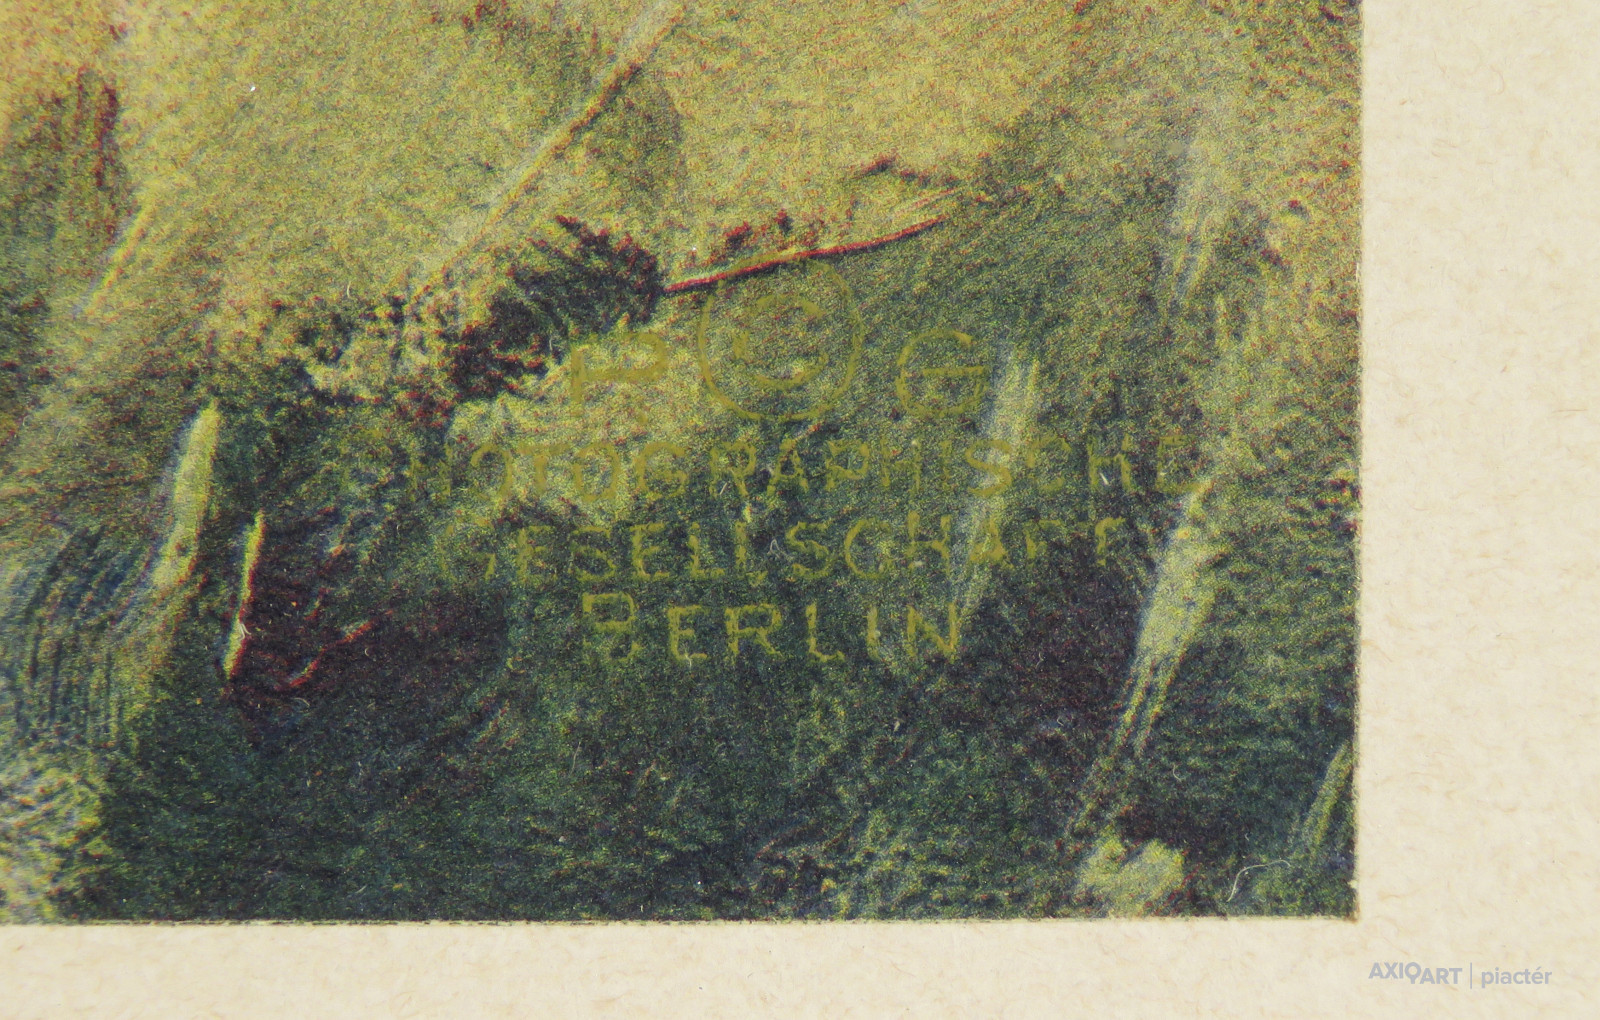 P © G
PHOTOGRAPHISCHE
GESELLSCHAFT
BERLIN
AXIOART | piactér